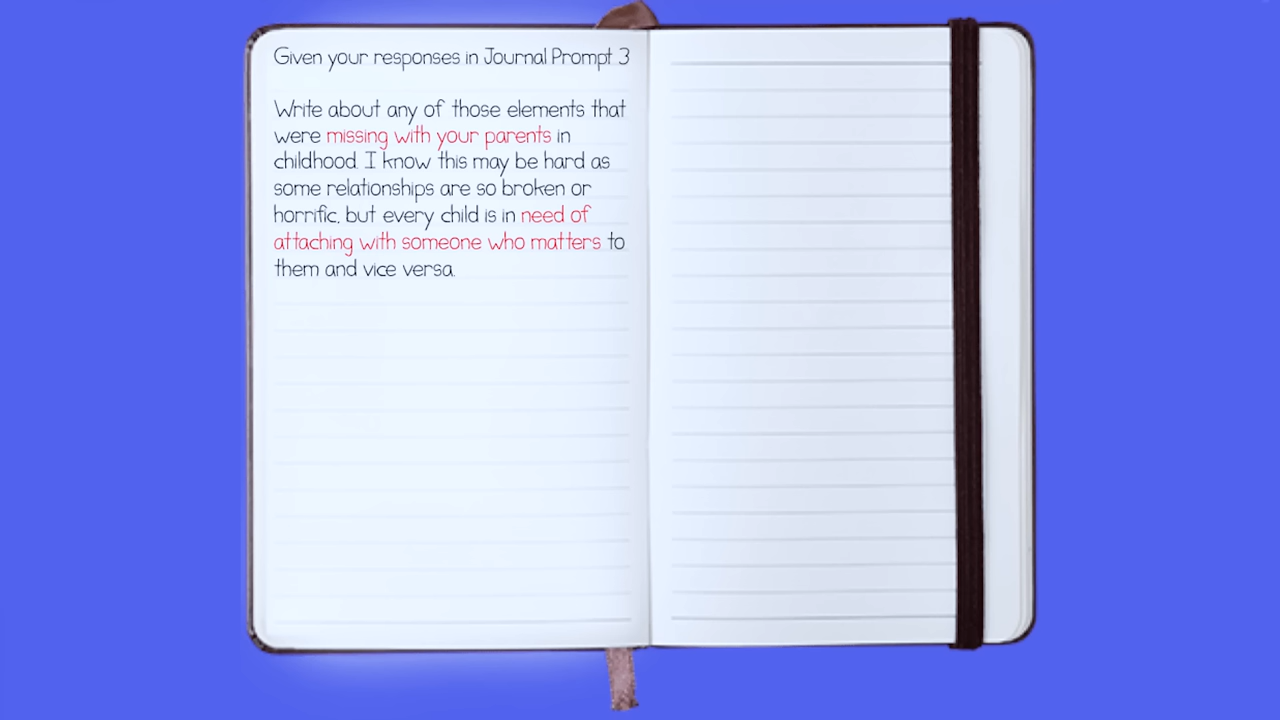 Given your responses in Journal Prompt 3
Write about any of those elements that
were missing with your parents in
childhood. I know this may be hard as
some relationships are so broken or
horrific, but every child is in need of
attaching with someone who matters to
them and vice versa.